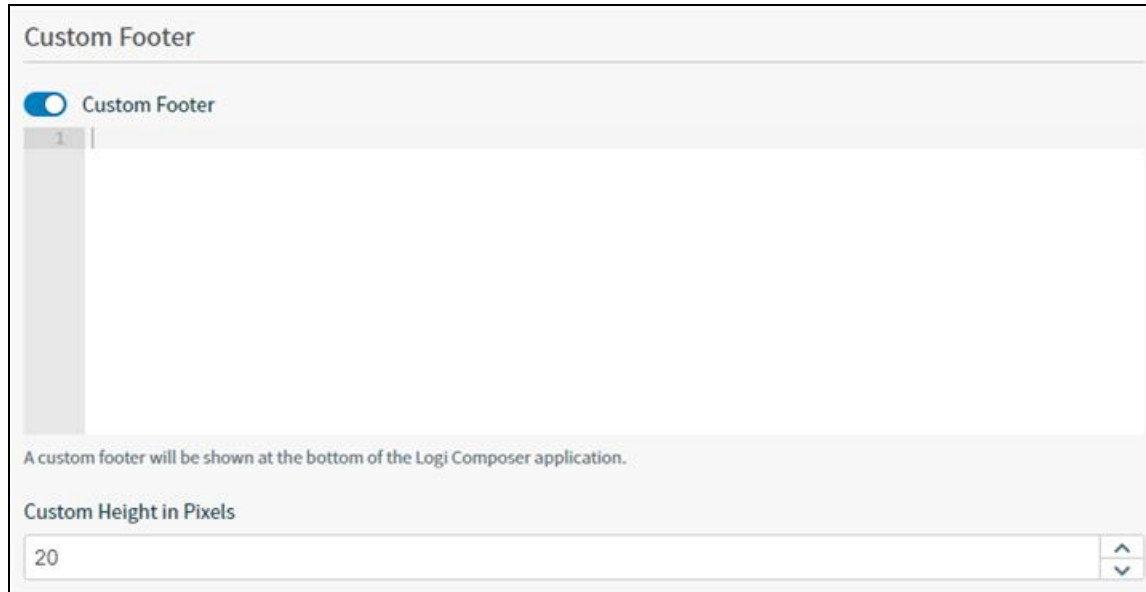 Custom Footer
Custom Footer
1
A custom footer will be shown at the bottom of the Logi Composer application.
Custom Height in Pixels
20